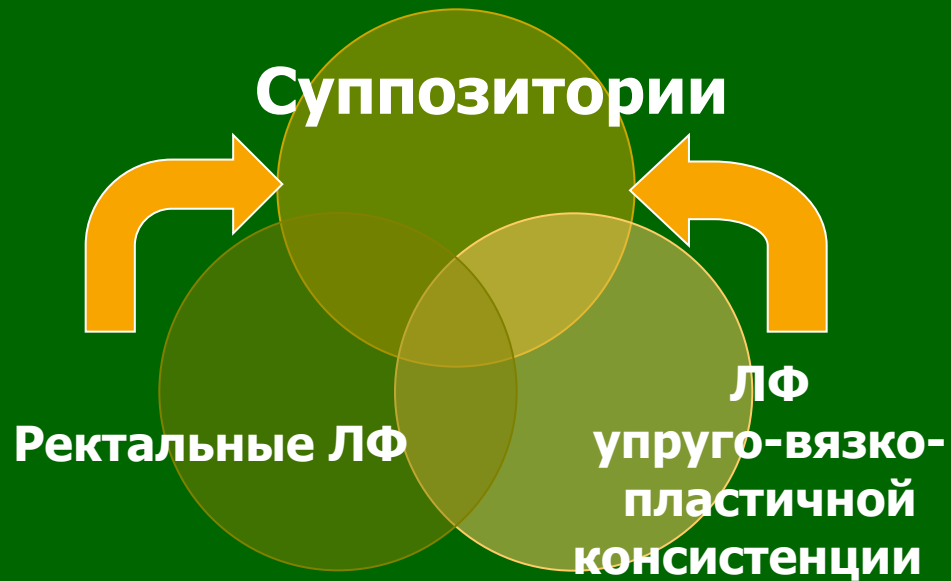 Суппозитории
Ректальные ЛФ
ЛФ
упруго-вязко-
пластичной
консистенции